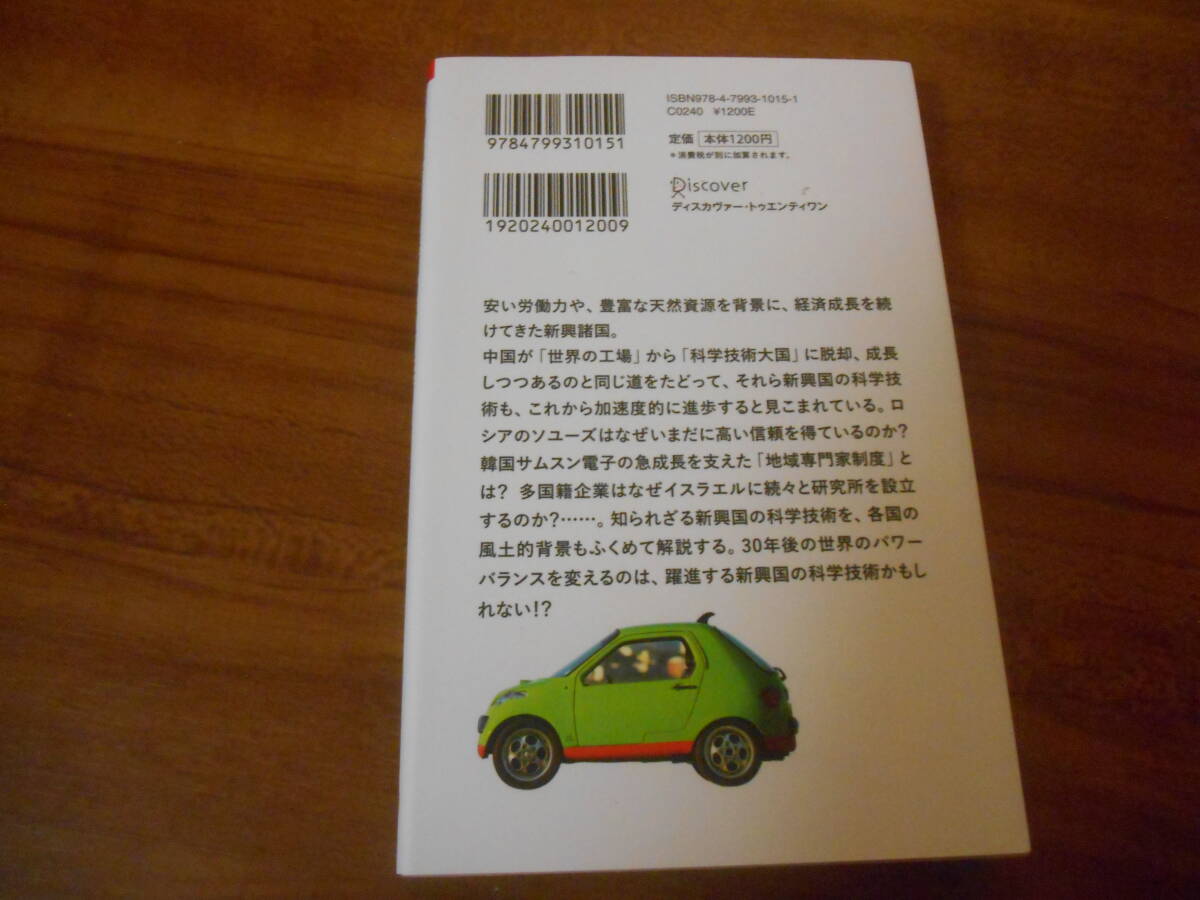 ISBN978-4-7993-1015-1
C0240 ¥1200E
9784799310151
定価 本体1200円
＊消費税が別に加算されます。
Discover
ディスカヴァー・トゥエンティワン
1920240012009
安い労働力や、豊富な天然資源を背景に、経済成長を続
けてきた新興諸国。
中国が「世界の工場」から「科学技術大国」に脱却、成長
しつつあるのと同じ道をたどって、それら新興国の科学技
術も、これから加速度的に進歩すると見こまれている。ロ
シアのソユーズはなぜいまだに高い信頼を得ているのか?
韓国サムスン電子の急成長を支えた「地域専門家制度」と
は? 多国籍企業はなぜイスラエルに続々と研究所を設立
するのか?……。知られざる新興国の科学技術を、各国の
風土的背景もふくめて解説する。30年後の世界のパワー
バランスを変えるのは、躍進する新興国の科学技術かもし
れない!?